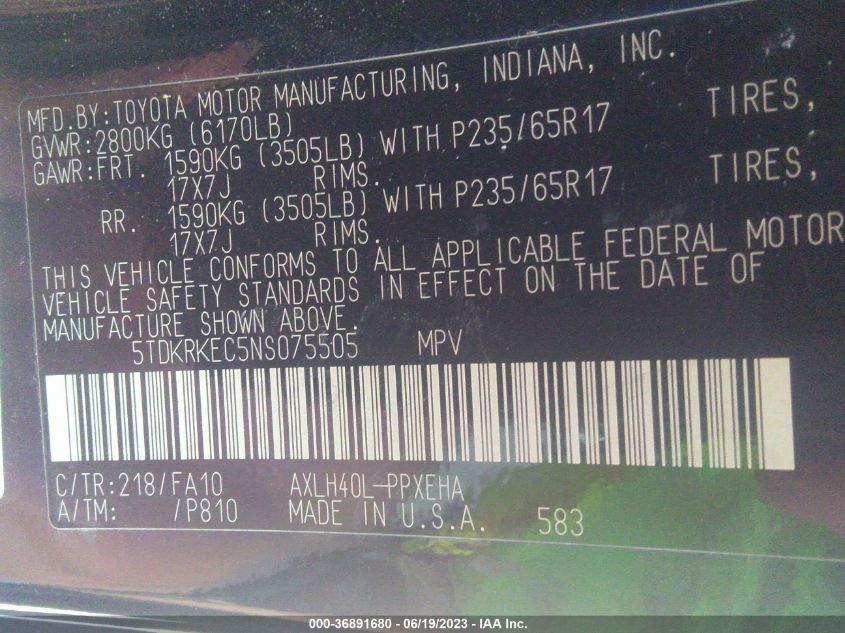 MFD.BY:TOYOTA MOTOR MANUFACTURING, INDIANA, INC.
GVWR:2800KG (6170LB)
GAWR:FRT. 1590KG (3505LB) WITH P235/65R17 TIRES,
17X7J RIMS.
RR. 1590KG (3505LB) WITH P235/65R17 TIRES,
17X7J RIMS.
THIS VEHICLE CONFORMS TO ALL APPLICABLE FEDERAL MOTOR
VEHICLE SAFETY STANDARDS IN EFFECT ON THE DATE OF
MANUFACTURE SHOWN ABOVE.
5TDKRKEC5NS075505 MPV
C/TR:218/FA10 AXLH40L-PPXEHA
A/TM: /P810 MADE IN U.S.A. 583
000-36891680 - 06/19/2023 - IAA Inc.